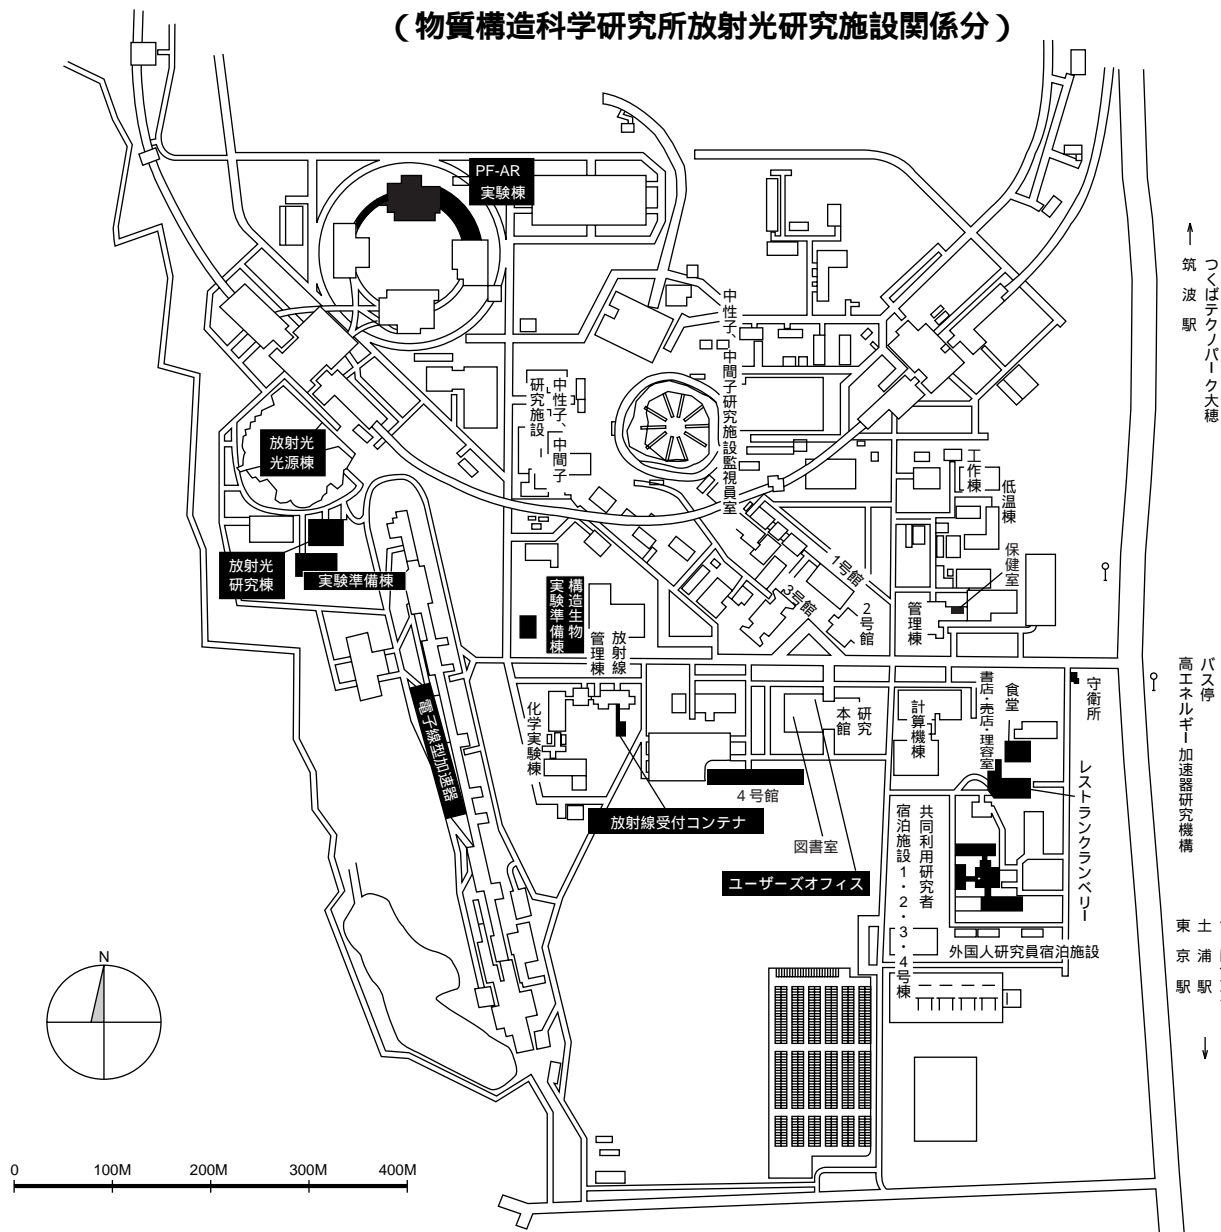 （物質構造科学研究所放射光研究施設関係分）
PF-AR
実験棟
つくばテクノパーク大穂
筑波駅
中性子、中間子研究施設監視員室
中性子、中間子
研究施設
放射光
光源棟
工作棟
低温棟
保健室
放射光
研究棟
実験準備棟
構造生物
実験準備棟
放射線
管理棟
1号館
3号館
2号館
管理棟
バス停
高エネルギー加速器研究機構
守衛所
食堂
書店・売店・理容室
計算機棟
研究
本館
化学実験棟
電子線型加速器
レストランクランベリー
4号館
放射線受付コンテナ
図書室
ユーザーズオフィス
共同利用研究者
宿泊施設1・2・3・4号棟
外国人研究員宿泊施設
土浦駅
東京駅
N
0
100M
200M
300M
400M